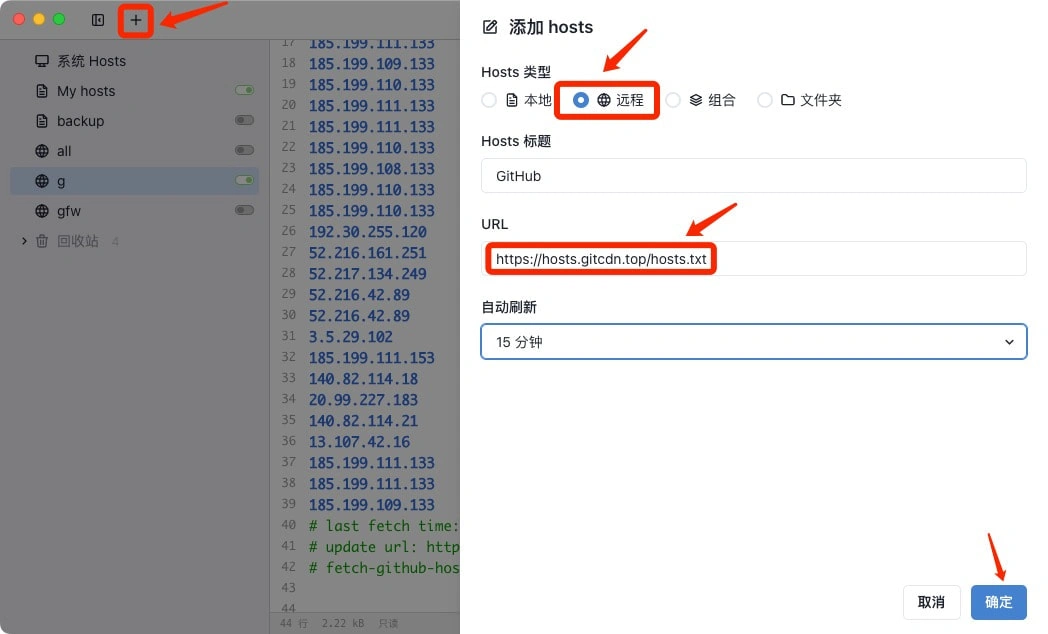 系统 Hosts
My hosts
backup
all
g
gfw
回收站 4
17 185.199.111.133
18 185.199.109.133
19 185.199.110.133
20 185.199.111.133
21 185.199.111.133
22 185.199.110.133
23 185.199.108.133
24 185.199.110.133
25 185.199.110.133
26 192.30.255.120
27 52.216.161.251
28 52.217.134.249
29 52.216.42.89
30 52.216.42.89
31 3.5.29.102
32 185.199.111.153
33 140.82.114.18
34 20.99.227.183
35 140.82.114.21
36 13.107.42.16
37 185.199.111.133
38 185.199.111.133
39 185.199.109.133
40 # last fetch time:
41 # update url: http
42 # fetch-github-hos
43
44
44 行 2.22 kB 只读
添加 hosts
Hosts 类型
本地 远程 组合 文件夹
Hosts 标题
GitHub
URL
https://hosts.gitcdn.top/hosts.txt
自动刷新
15 分钟
取消 确定